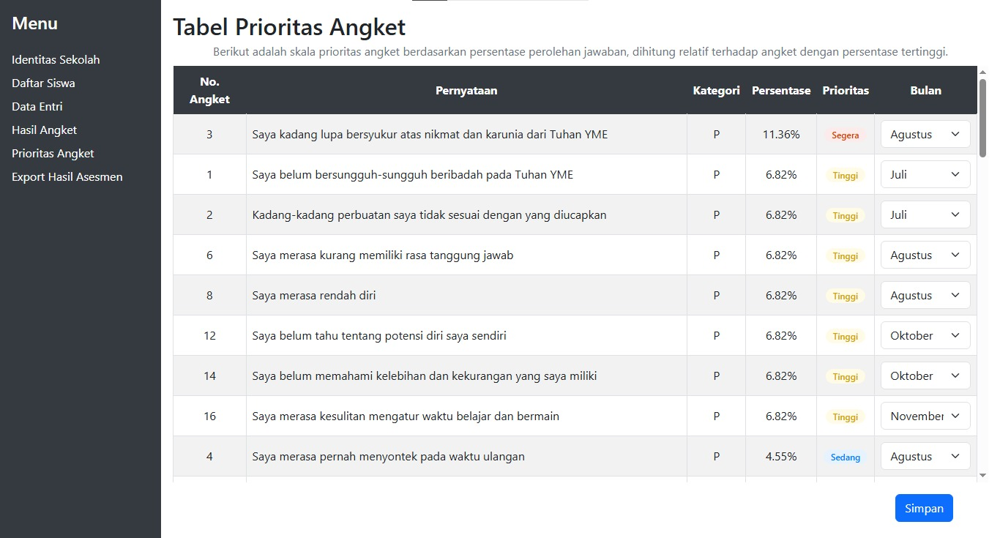 Menu
Identitas Sekolah
Daftar Siswa
Data Entri
Hasil Angket
Prioritas Angket
Export Hasil Asesmen
Tabel Prioritas Angket
Berikut adalah skala prioritas angket berdasarkan persentase perolehan jawaban, dihitung relatif terhadap angket dengan persentase tertinggi.
No. Angket Pernyataan Kategori Persentase Prioritas Bulan
3 Saya kadang lupa bersyukur atas nikmat dan karunia dari Tuhan YME P 11.36% Segera Agustus
1 Saya belum bersungguh-sungguh beribadah pada Tuhan YME P 6.82% Tinggi Juli
2 Kadang-kadang perbuatan saya tidak sesuai dengan yang diucapkan P 6.82% Tinggi Juli
6 Saya merasa kurang memiliki rasa tanggung jawab P 6.82% Tinggi Agustus
8 Saya merasa rendah diri P 6.82% Tinggi Agustus
12 Saya belum tahu tentang potensi diri saya sendiri P 6.82% Tinggi Oktober
14 Saya belum memahami kelebihan dan kekurangan yang saya miliki P 6.82% Tinggi Oktober
16 Saya merasa kesulitan mengatur waktu belajar dan bermain P 6.82% Tinggi November
4 Saya merasa pernah menyontek pada waktu ulangan P 4.55% Sedang Agustus
Simpan